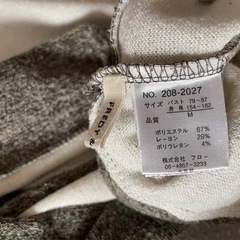 FREDY &
NO. 208-2027
サイズ バスト 79~87
身 長 154~162
M
品質
ポリエステル 67%
レーヨン 29%
ポリウレタン 4%
株式会社 フロー
06-4867-3233